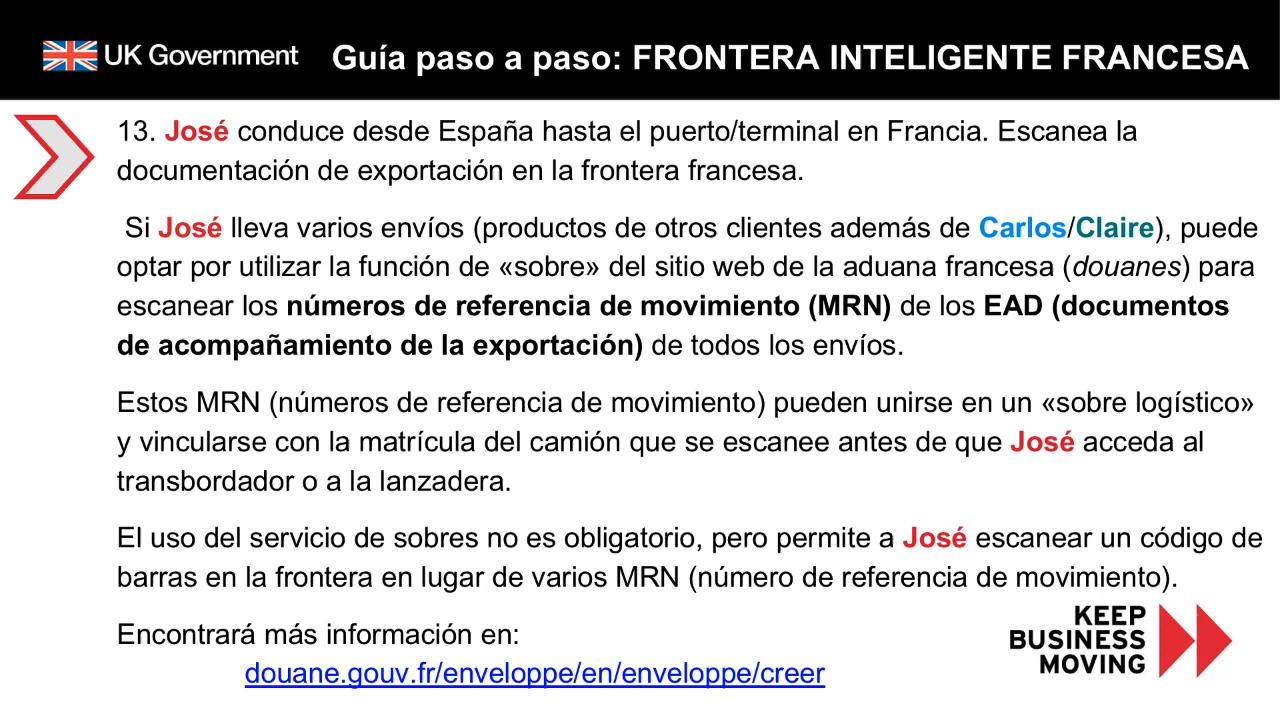 UK Government
Guía paso a paso: FRONTERA INTELIGENTE FRANCESA
13. José conduce desde España hasta el puerto/terminal en Francia. Escanea la
documentación de exportación en la frontera francesa.
Si José lleva varios envíos (productos de otros clientes además de Carlos/Claire), puede
optar por utilizar la función de «sobre» del sitio web de la aduana francesa (douanes) para
escanear los números de referencia de movimiento (MRN) de los EAD (documentos
de acompañamiento de la exportación) de todos los envíos.
Estos MRN (números de referencia de movimiento) pueden unirse en un «sobre logístico»
y vincularse con la matrícula del camión que se escanee antes de que José acceda al
transbordador o a la lanzadera.
El uso del servicio de sobres no es obligatorio, pero permite a José escanear un código de
barras en la frontera en lugar de varios MRN (número de referencia de movimiento).
Encontrará más información en:
douane.gouv.fr/enveloppe/en/enveloppe/creer
KEEP
BUSINESS
MOVING